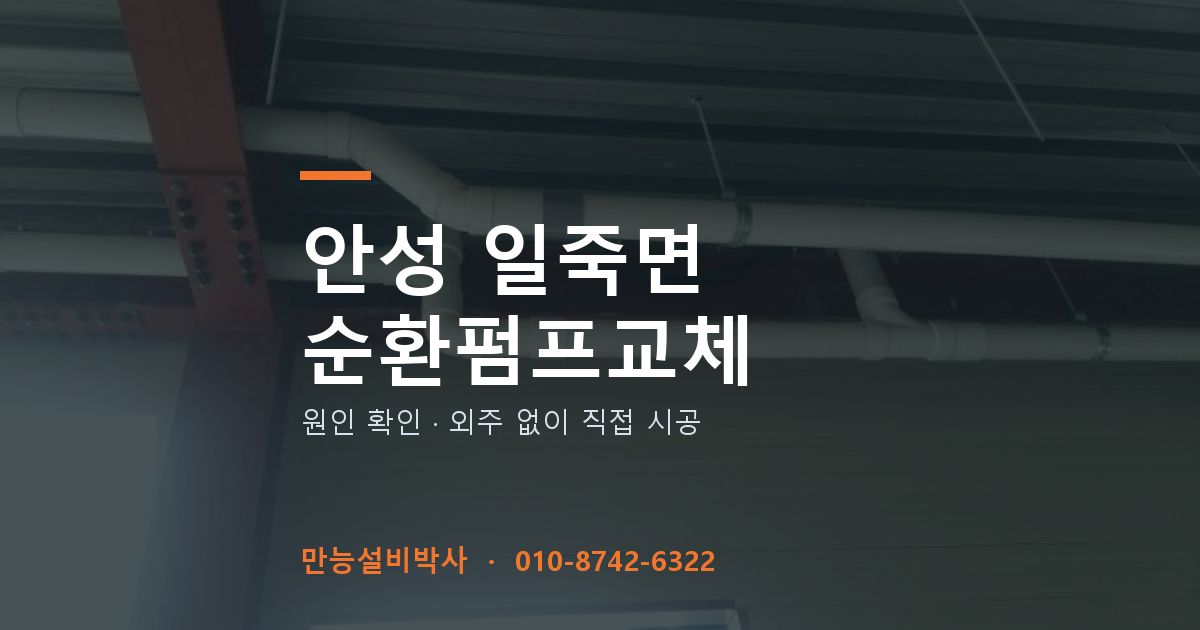 안성 일죽면
순환펌프교체
원인 확인 · 외주 없이 직접 시공
만능설비박사 · 010-8742-6322